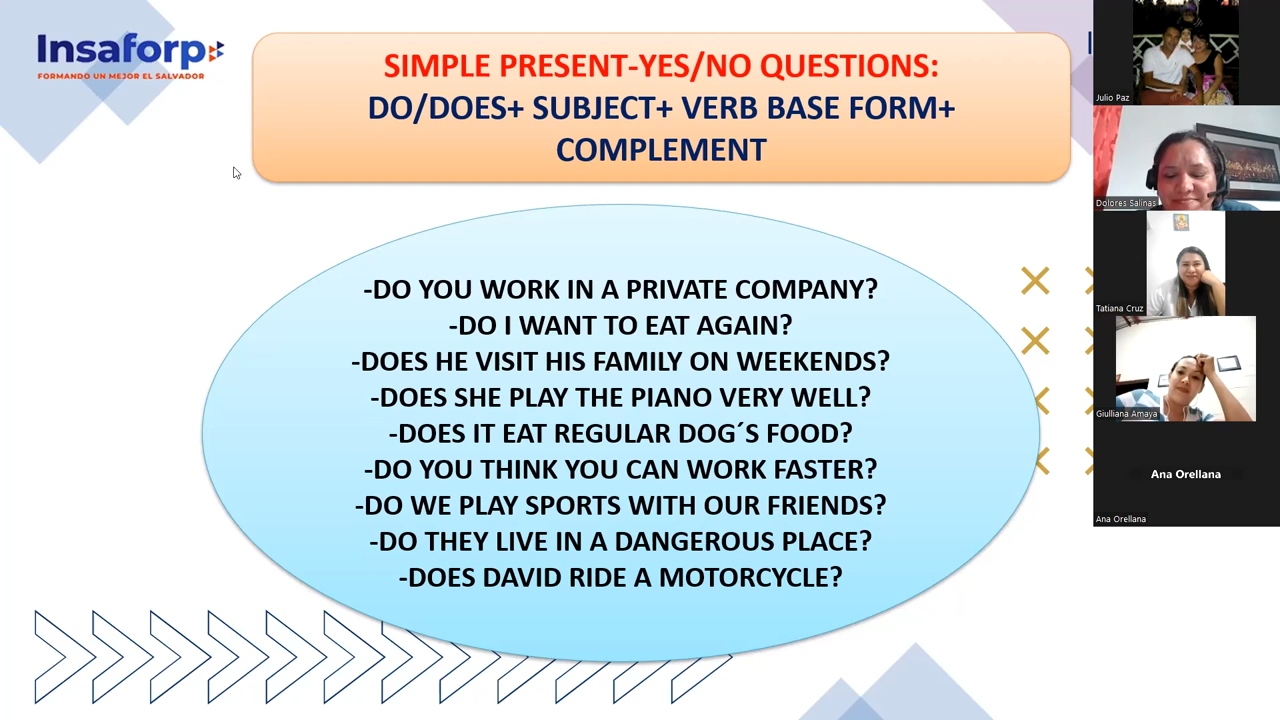 Insaforp
FORMANDO UN MEJOR EL SALVADOR
SIMPLE PRESENT-YES/NO QUESTIONS:
DO/DOES+ SUBJECT+ VERB BASE FORM+
COMPLEMENT
-DO YOU WORK IN A PRIVATE COMPANY?
-DO I WANT TO EAT AGAIN?
-DOES HE VISIT HIS FAMILY ON WEEKENDS?
-DOES SHE PLAY THE PIANO VERY WELL?
-DOES IT EAT REGULAR DOG´S FOOD?
-DO YOU THINK YOU CAN WORK FASTER?
-DO WE PLAY SPORTS WITH OUR FRIENDS?
-DO THEY LIVE IN A DANGEROUS PLACE?
-DOES DAVID RIDE A MOTORCYCLE?
Julio Paz
Dolores Salinas
Tatiana Cruz
Giulliana Amaya
Ana Orellana
Ana Orellana